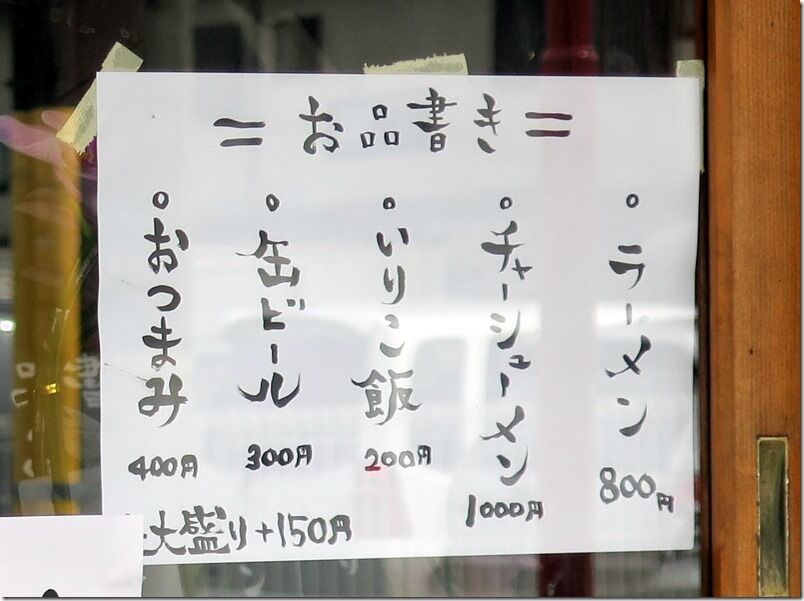 = お品書き =
○ラーメン
800円
○チャーシューメン
1000円
○いりこ飯
200円
○缶ビール
300円
○おつまみ
400円
大盛り+150円